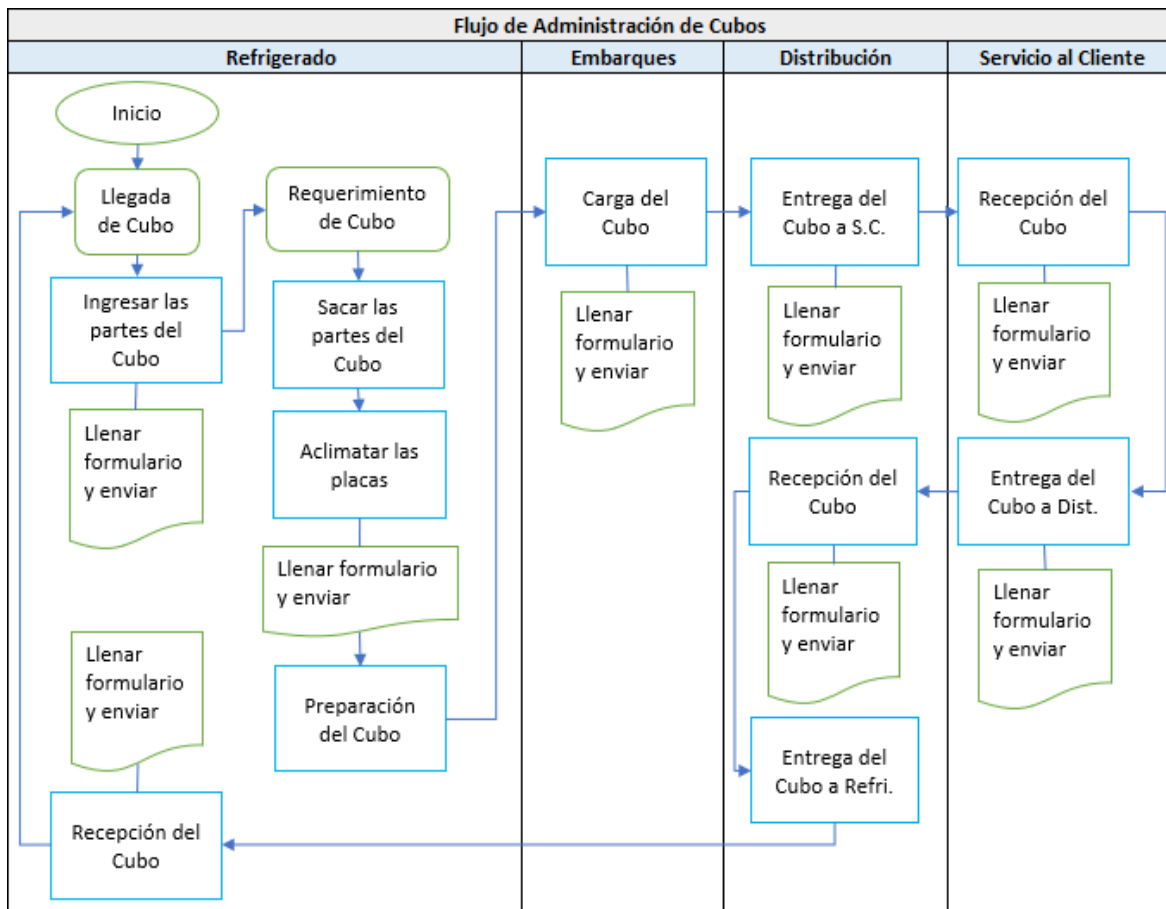 Flujo de Administración de Cubos
Refrigerado
Embarques
Distribución
Servicio al Cliente
Inicio
Llegada
de Cubo
Ingresar las
partes del
Cubo
Llenar
formulario
y enviar
Requerimiento
de Cubo
Sacar las
partes del
Cubo
Aclimatar las
placas
Llenar formulario
y enviar
Preparación
del Cubo
Carga del
Cubo
Llenar
formulario
y enviar
Entrega del
Cubo a S.C.
Llenar
formulario
y enviar
Recepción del
Cubo
Llenar
formulario
y enviar
Entrega del
Cubo a Dist.
Llenar
formulario
y enviar
Recepción del
Cubo
Llenar
formulario
y enviar
Entrega del
Cubo a Refri.
Recepción del
Cubo
Llenar
formulario
y enviar